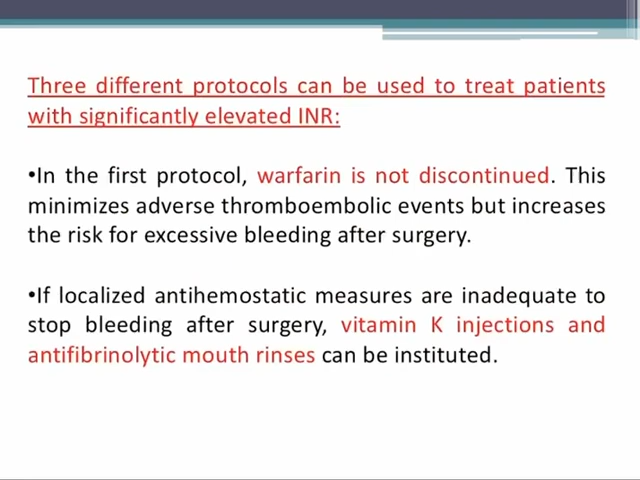 Three different protocols can be used to treat patients
with significantly elevated INR:
•In the first protocol, warfarin is not discontinued. This
minimizes adverse thromboembolic events but increases
the risk for excessive bleeding after surgery.
•If localized antihemostatic measures are inadequate to
stop bleeding after surgery, vitamin K injections and
antifibrinolytic mouth rinses can be instituted.